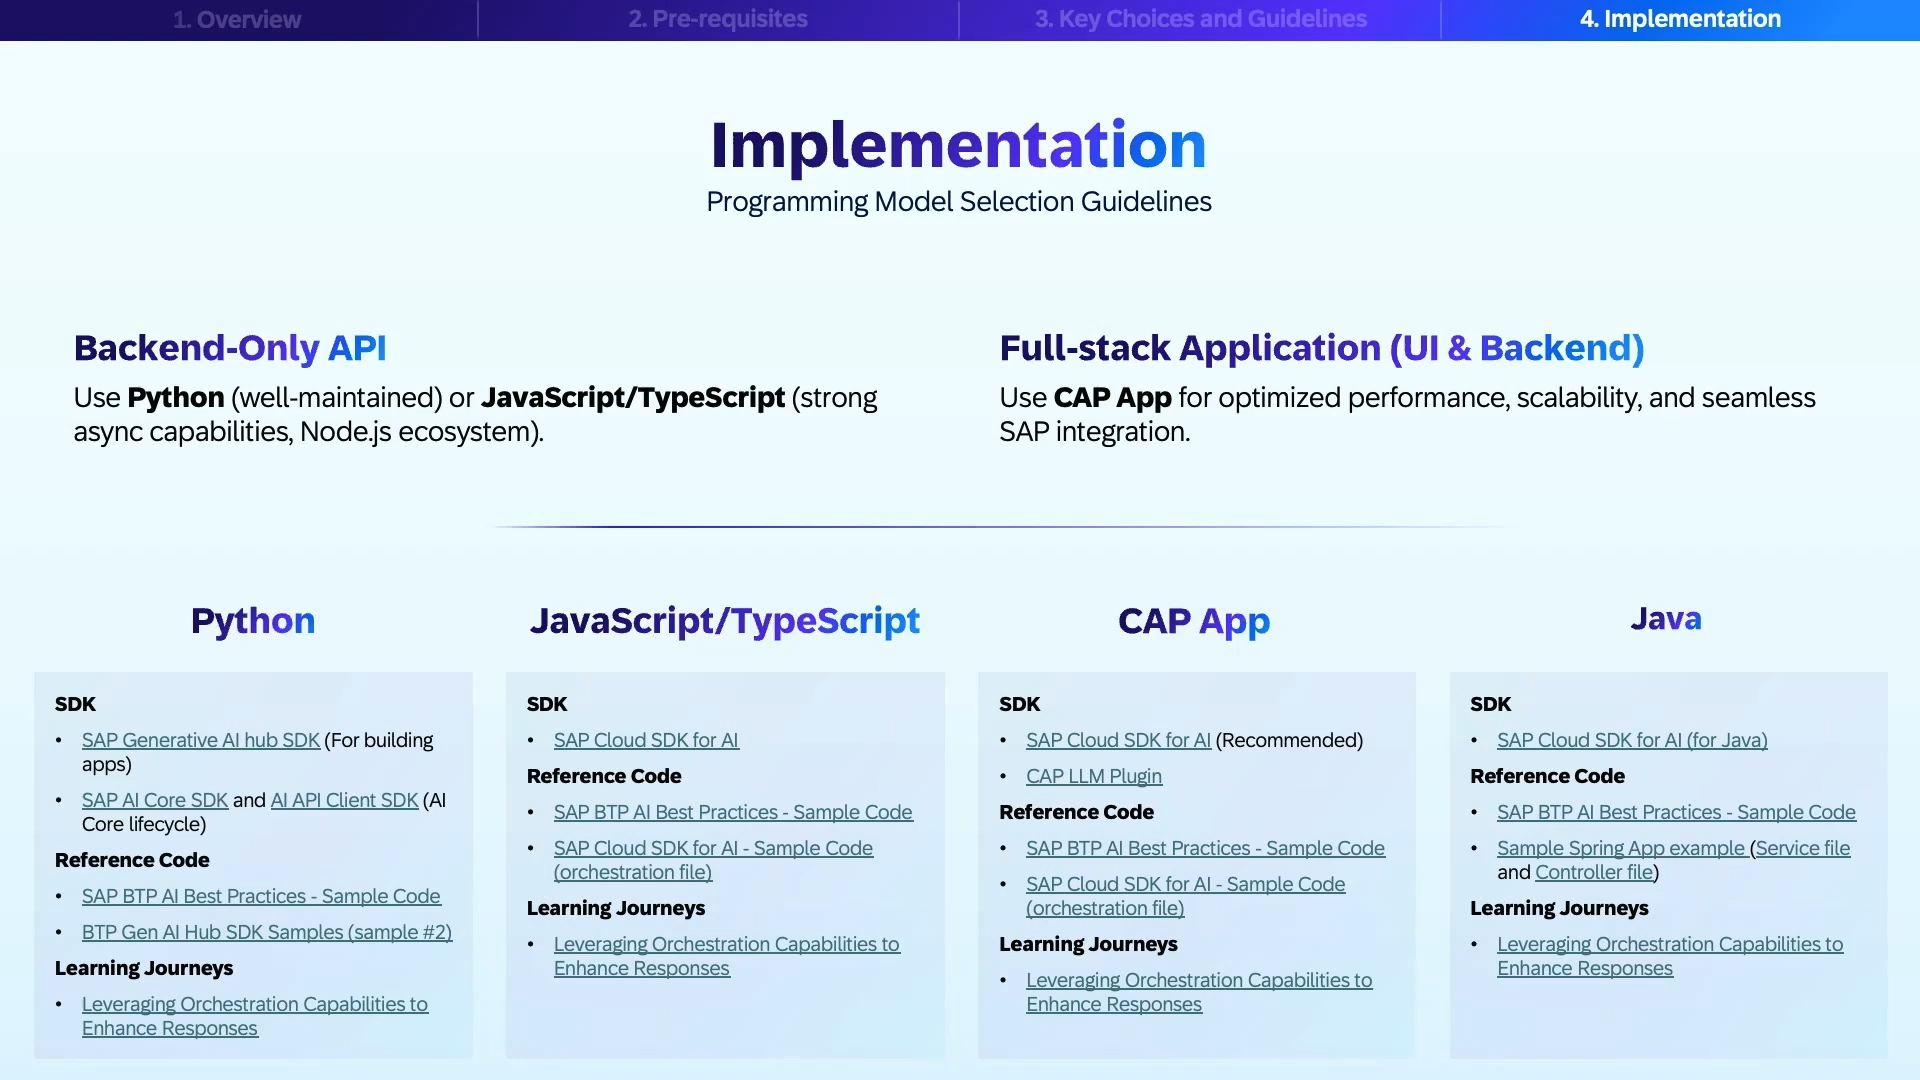 1. Overview
2. Pre-requisites
3. Key Choices and Guidelines
4. Implementation
Implementation
Programming Model Selection Guidelines
Backend-Only API
Use Python (well-maintained) or JavaScript/TypeScript (strong
async capabilities, Node.js ecosystem).
Full-stack Application (UI & Backend)
Use CAP App for optimized performance, scalability, and seamless
SAP integration.
Python
SDK
• SAP Generative AI hub SDK (For building
apps)
• SAP AI Core SDK and AI API Client SDK (AI
Core lifecycle)
Reference Code
• SAP BTP AI Best Practices - Sample Code
• BTP Gen AI Hub SDK Samples (sample #2)
Learning Journeys
• Leveraging Orchestration Capabilities to
Enhance Responses
JavaScript/TypeScript
SDK
• SAP Cloud SDK for AI
Reference Code
• SAP BTP AI Best Practices - Sample Code
• SAP Cloud SDK for AI - Sample Code
(orchestration file)
Learning Journeys
• Leveraging Orchestration Capabilities to
Enhance Responses
CAP App
SDK
• SAP Cloud SDK for AI (Recommended)
• CAP LLM Plugin
Reference Code
• SAP BTP AI Best Practices - Sample Code
• SAP Cloud SDK for AI - Sample Code
(orchestration file)
Learning Journeys
• Leveraging Orchestration Capabilities to
Enhance Responses
Java
SDK
• SAP Cloud SDK for AI (for Java)
Reference Code
• SAP BTP AI Best Practices - Sample Code
• Sample Spring App example (Service file
and Controller file)
Learning Journeys
• Leveraging Orchestration Capabilities to
Enhance Responses